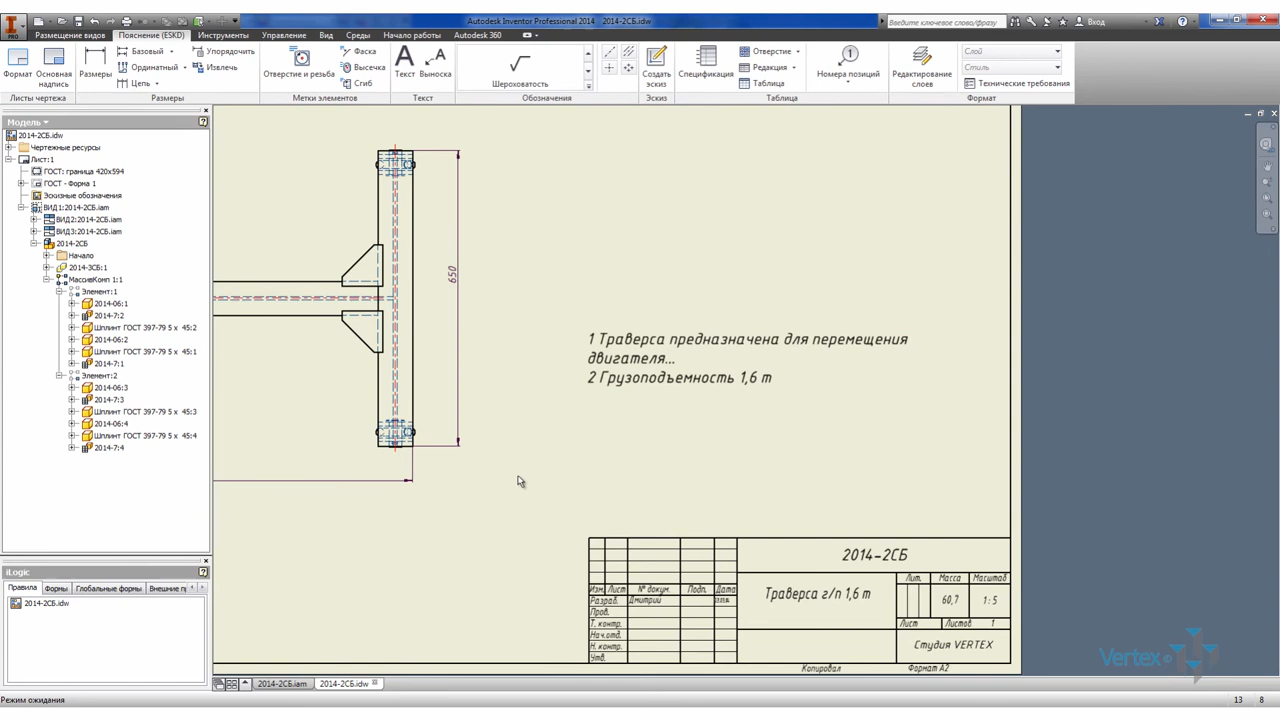 Autodesk Inventor Professional 2014 2014-2СБ.idw
Введите ключевое слово/фразу
Вход
PRO
Размещение видов Пояснение (ESKD) Инструменты Управление Вид Среды Начало работы Autodesk 360
Формат
Основная надпись
Размеры
Базовый
Ординатный
Цепь
Упорядочить
Извлечь
Отверстие и резьба
Фаска
Высечка
Сгиб
Текст
Выноска
Шероховатость
Создать эскиз
Спецификация
Отверстие
Редакция
Таблица
Номера позиций
Редактирование слоев
Слой
Стиль
Технические требования
Листы чертежа Размеры Метки элементов Текст Обозначения Эскиз Таблица Формат
Модель
2014-2СБ.idw
Чертежные ресурсы
Лист:1
ГОСТ: граница 420x594
ГОСТ - Форма 1
Эскизные обозначения
ВИД1:2014-2СБ.iam
ВИД2:2014-2СБ.iam
ВИД3:2014-2СБ.iam
2014-2СБ
Начало
2014-3СБ:1
МассивКомп 1:1
Элемент:1
2014-06:1
2014-7:2
Шплинт ГОСТ 397-79 5 x 45:2
2014-06:2
Шплинт ГОСТ 397-79 5 x 45:1
2014-7:1
Элемент:2
2014-06:3
2014-7:3
Шплинт ГОСТ 397-79 5 x 45:3
2014-06:4
Шплинт ГОСТ 397-79 5 x 45:4
2014-7:4
650
1 Траверса предназначена для перемещения
двигателя...
2 Грузоподъемность 1,6 т
iLogic
Правила Формы Глобальные формы Внешние п
2014-2СБ.idw
2014-2СБ
Изм. Лист № докум. Подп. Дата
Разраб. Дмитрий
Пров.
Т. контр.
Нач.отд.
Н. контр.
Утв.
Траверса г/п 1,6 т
Лит. Масса Масштаб
60,7 1:5
Лист Листов 1
Студия VERTEX
Копировал Формат А2
Vertex
2014-2СБ.iam 2014-2СБ.idw
Режим ожидания
13 8